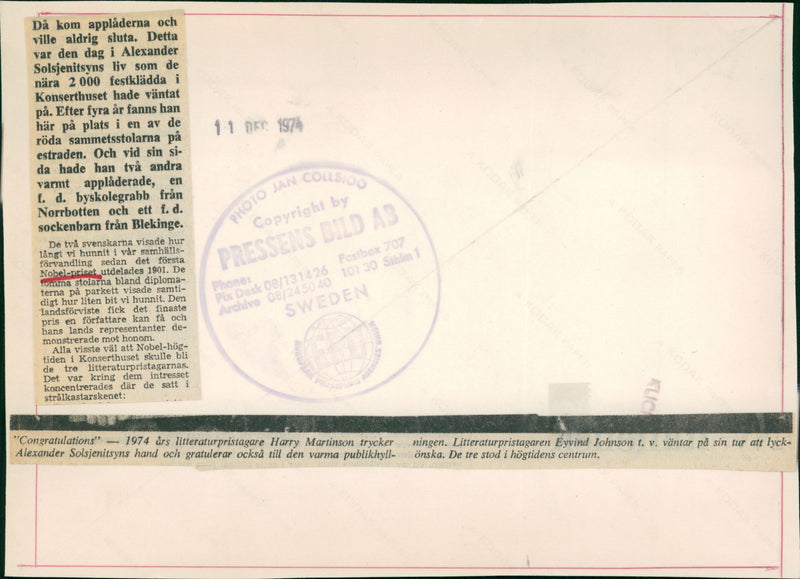 Då kom applåderna och
ville aldrig sluta. Detta
var den dag i Alexander
Solsjenitsyns liv som de
nära 2 000 festklädda i
Konserthuset hade väntat
på. Efter fyra år fanns han
här på plats i en av de
röda sammetsstolarna på
estraden. Och vid sin si-
da hade han två andra
varmt applåderade, en
f. d. byskolegrabb från
Norrbotten och ett f. d.
sockenbarn från Blekinge.
De två svenskarna visade hur
långt vi hunnit i vår samhälls-
förvandling sedan det första
Nobel-priset utdelades 1901. De
tomma stolarna bland diploma-
terna på parkett visade samti-
digt hur liten bit vi hunnit. Den
landsförviste fick det finaste
pris en författare kan få och
hans lands representanter de-
monstrerade mot honom.
Alla visste väl att Nobel-hög-
tiden i Konserthuset skulle bli
de tre litteraturpristagarnas.
Det var kring dem intresset
koncentrerades där de satt i
strålkastarskenet:
11 DEC 1974
PHOTO JAN COLLSIÖÖ
Copyright by
PRESSENS BILD AB
Phone: Postbox 707
Pix Desk 08/131426 101 30 Sthlm 1
Archive 08/245040
SWEDEN
KLIC
"Congratulations" — 1974 års litteraturpristagare Harry Martinson trycker
Alexander Solsjenitsyns hand och gratulerar också till den varma publikhyll-
ningen. Litteraturpristagaren Eyvind Johnson t. v. väntar på sin tur att lyck-
önska. De tre stod i högtidens centrum.